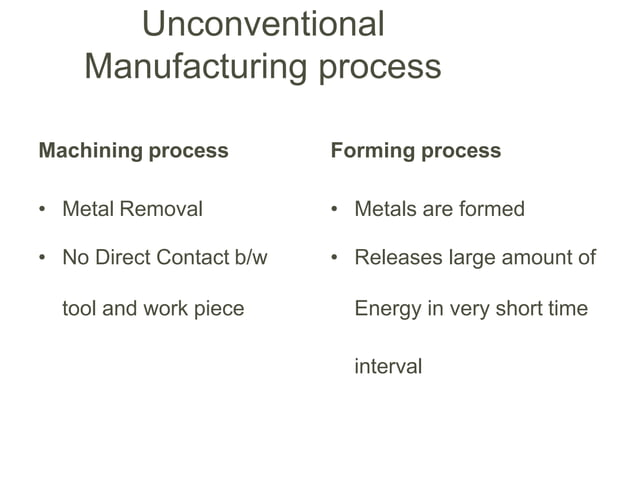 Unconventional
Manufacturing process
Machining process
• Metal Removal
• No Direct Contact b/w
tool and work piece
Forming process
• Metals are formed
• Releases large amount of
Energy in very short time
interval